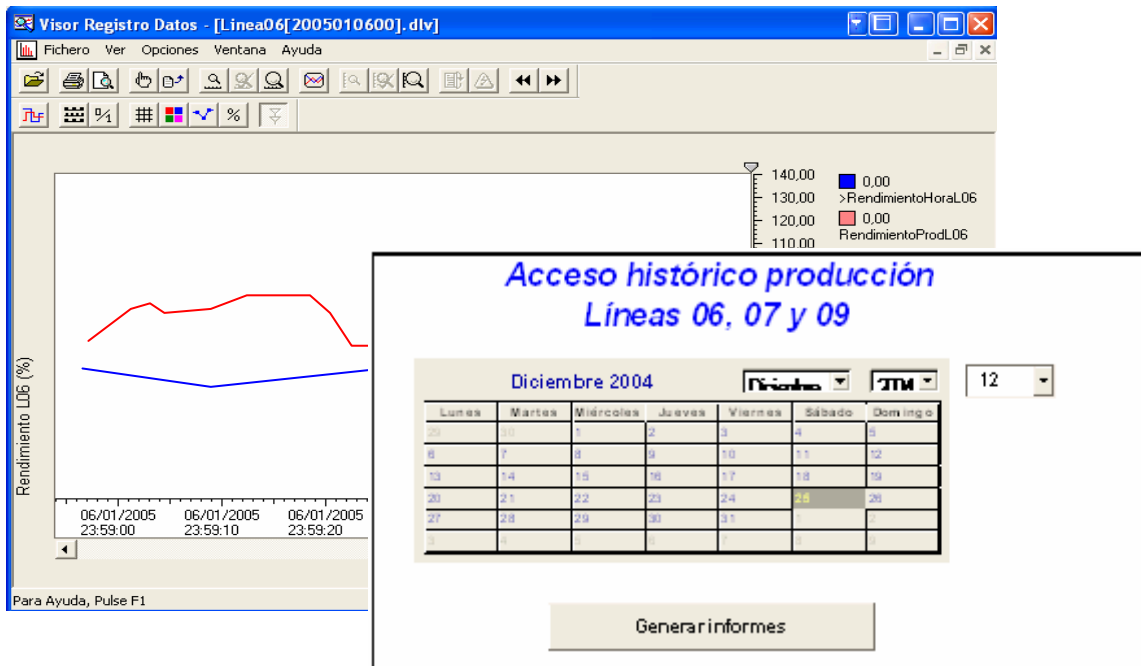 Visor Registro Datos - [Linea06[2005010600].dlv]
Fichero Ver Opciones Ventana Ayuda
0/1
%
140,00
130,00
120,00
110,00
0,00
>RendimientoHoraL06
0,00
RendimientoProdL06
Rendimiento L06 (%)
06/01/2005 06/01/2005 06/01/2005
23:59:00 23:59:10 23:59:20
Para Ayuda, Pulse F1
Acceso histórico producción
Líneas 06, 07 y 09
Diciembre 2004
12
Lunes Martes Miércoles Jueves Viernes Sábado Domingo
29 30 1 2 3 4 5
6 7 8 9 10 11 12
13 14 15 16 17 18 19
20 21 22 23 24 25 26
27 28 29 30 31 1 2
3 4 5 6 7 8 9
Generar informes